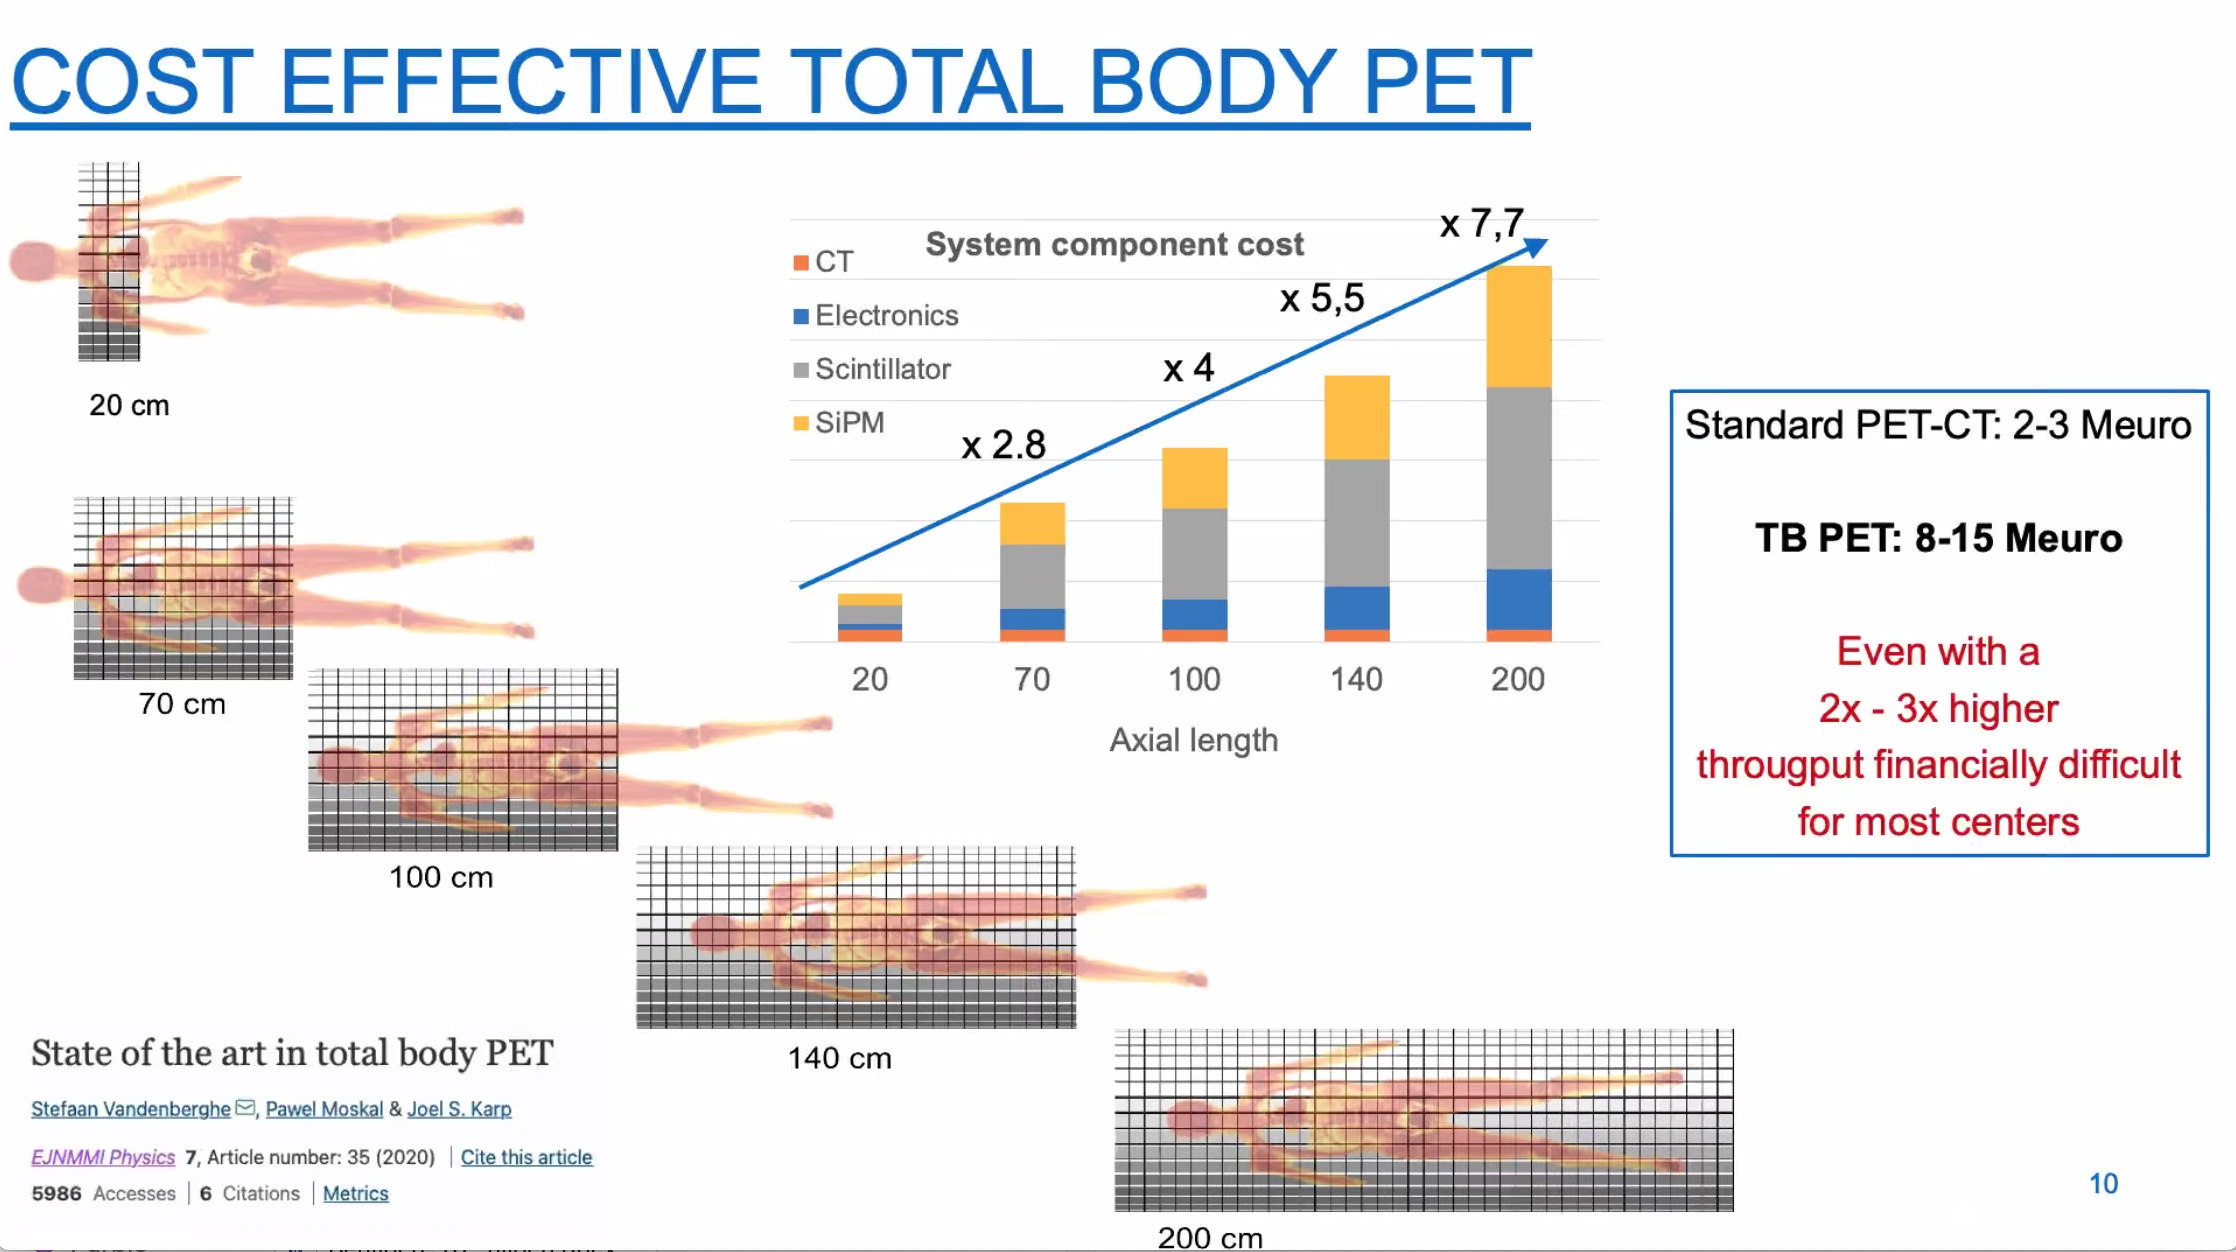 COST EFFECTIVE TOTAL BODY PET
20 cm
70 cm
100 cm
140 cm
200 cm
System component cost
CT
Electronics
Scintillator
SiPM
x 2.8
x 4
x 5,5
x 7,7
20 70 100 140 200
Axial length
Standard PET-CT: 2-3 Meuro
TB PET: 8-15 Meuro
Even with a
2x - 3x higher
througput financially difficult
for most centers
State of the art in total body PET
Stefaan Vandenberghe, Pawel Moskal & Joel S. Karp
EJNMMI Physics 7, Article number: 35 (2020) | Cite this article
5986 Accesses | 6 Citations | Metrics
10